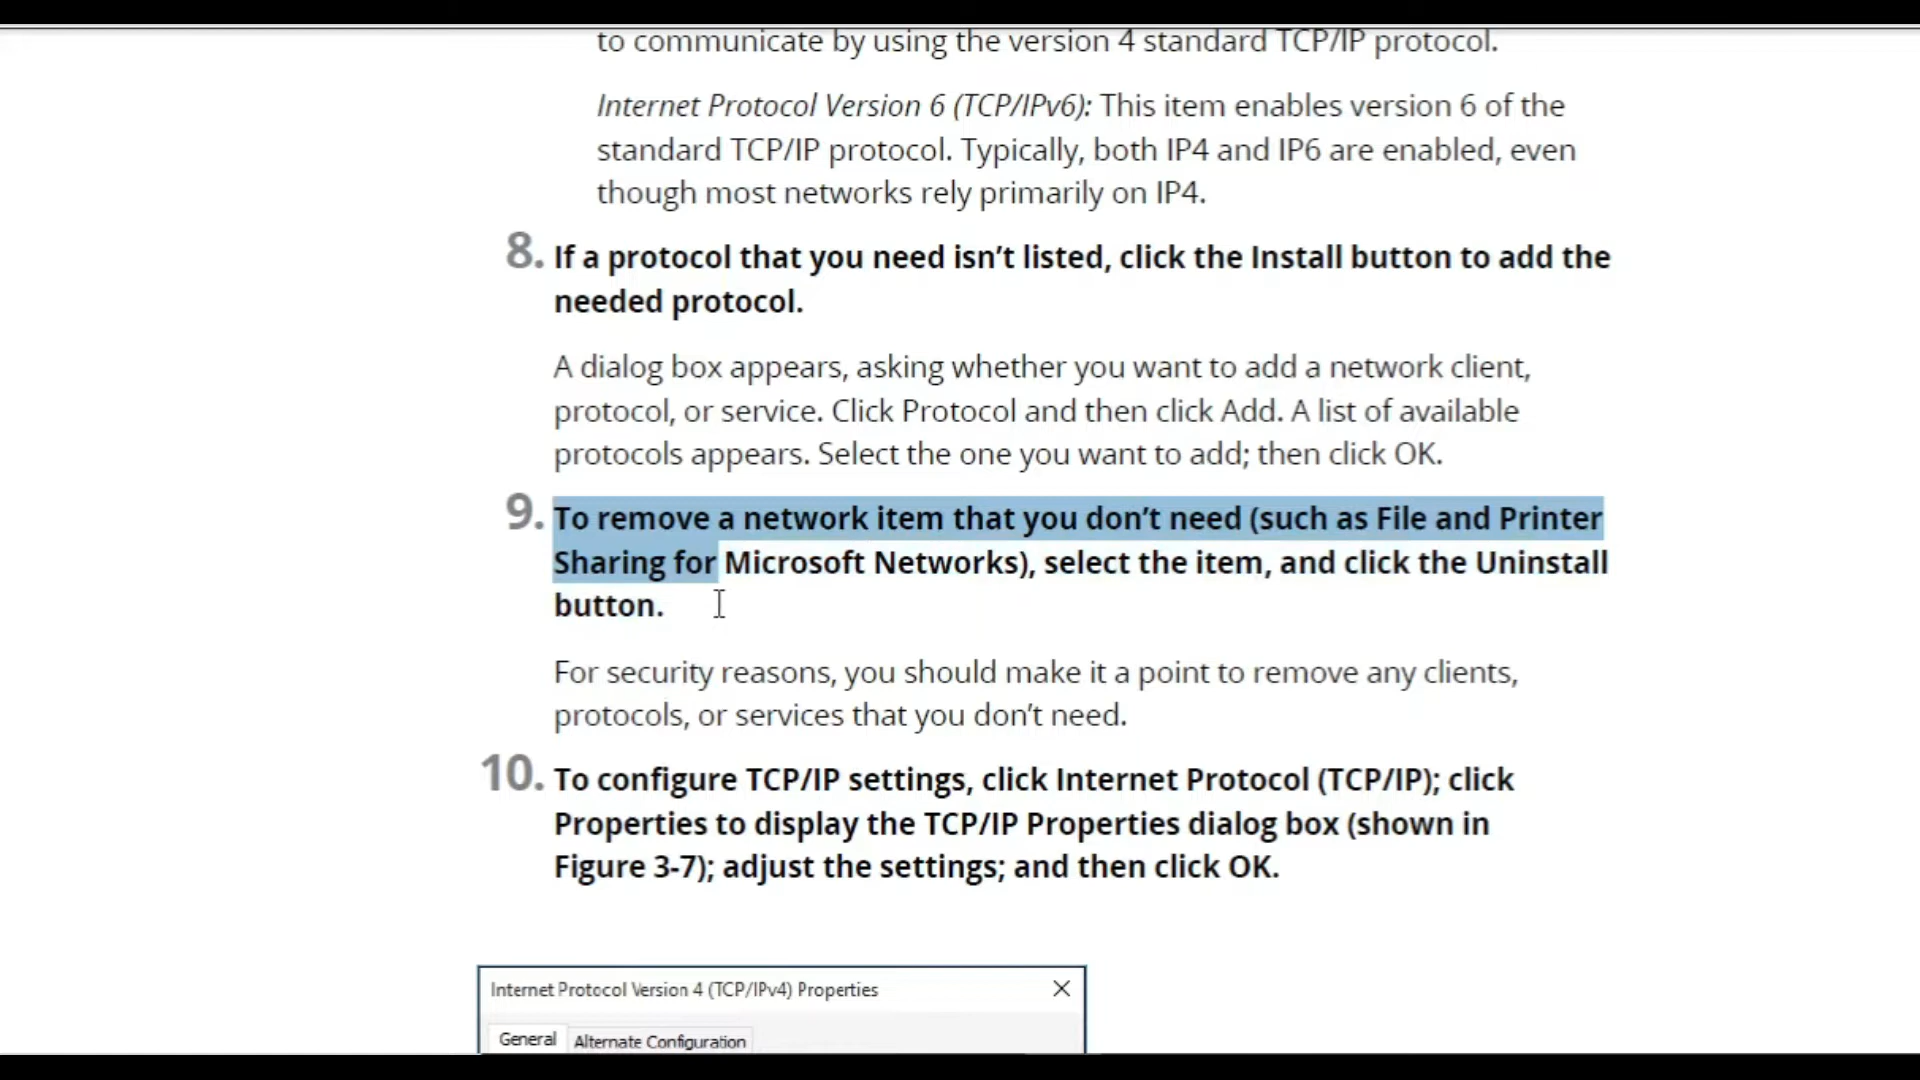 to communicate by using the version 4 standard TCP/IP protocol.
Internet Protocol Version 6 (TCP/IPv6): This item enables version 6 of the
standard TCP/IP protocol. Typically, both IP4 and IP6 are enabled, even
though most networks rely primarily on IP4.
8. If a protocol that you need isn’t listed, click the Install button to add the
needed protocol.
A dialog box appears, asking whether you want to add a network client,
protocol, or service. Click Protocol and then click Add. A list of available
protocols appears. Select the one you want to add; then click OK.
9. To remove a network item that you don’t need (such as File and Printer
Sharing for Microsoft Networks), select the item, and click the Uninstall
button.
For security reasons, you should make it a point to remove any clients,
protocols, or services that you don’t need.
10. To configure TCP/IP settings, click Internet Protocol (TCP/IP); click
Properties to display the TCP/IP Properties dialog box (shown in
Figure 3-7); adjust the settings; and then click OK.
Internet Protocol Version 4 (TCP/IPv4) Properties
General Alternate Configuration